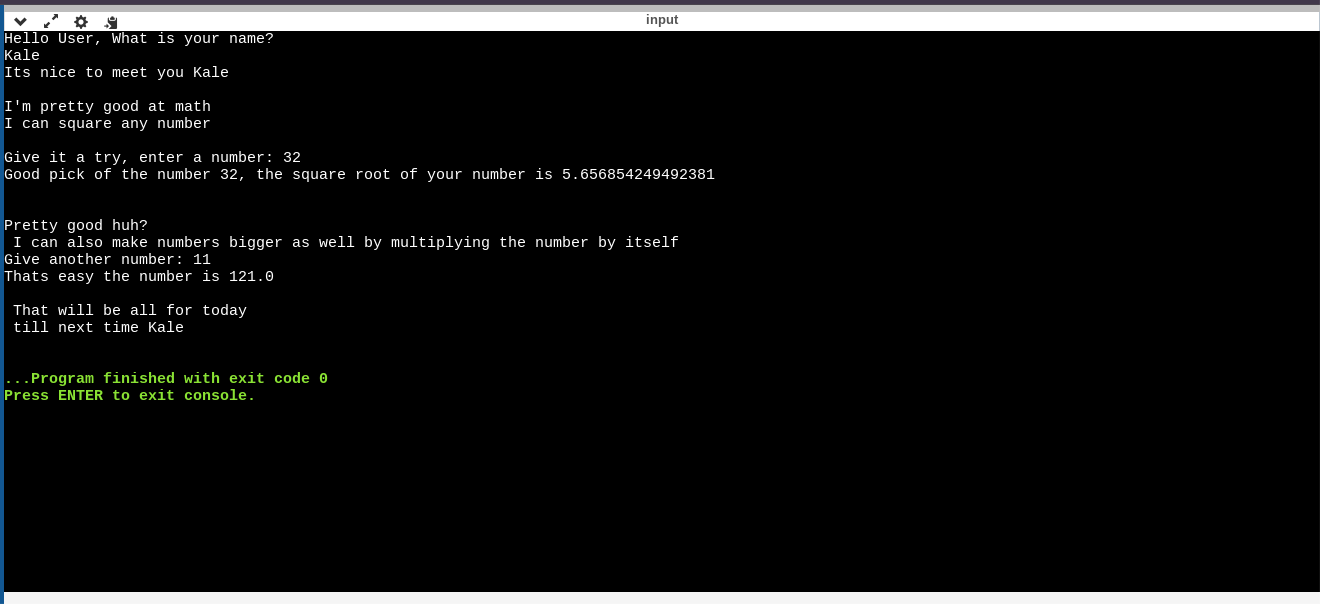 input
Hello User, What is your name?
Kale
Its nice to meet you Kale
I'm pretty good at math
I can square any number
Give it a try, enter a number: 32
Good pick of the number 32, the square root of your number is 5.656854249492381
Pretty good huh?
I can also make numbers bigger as well by multiplying the number by itself
Give another number: 11
Thats easy the number is 121.0
That will be all for today
till next time Kale
...Program finished with exit code 0
Press ENTER to exit console.